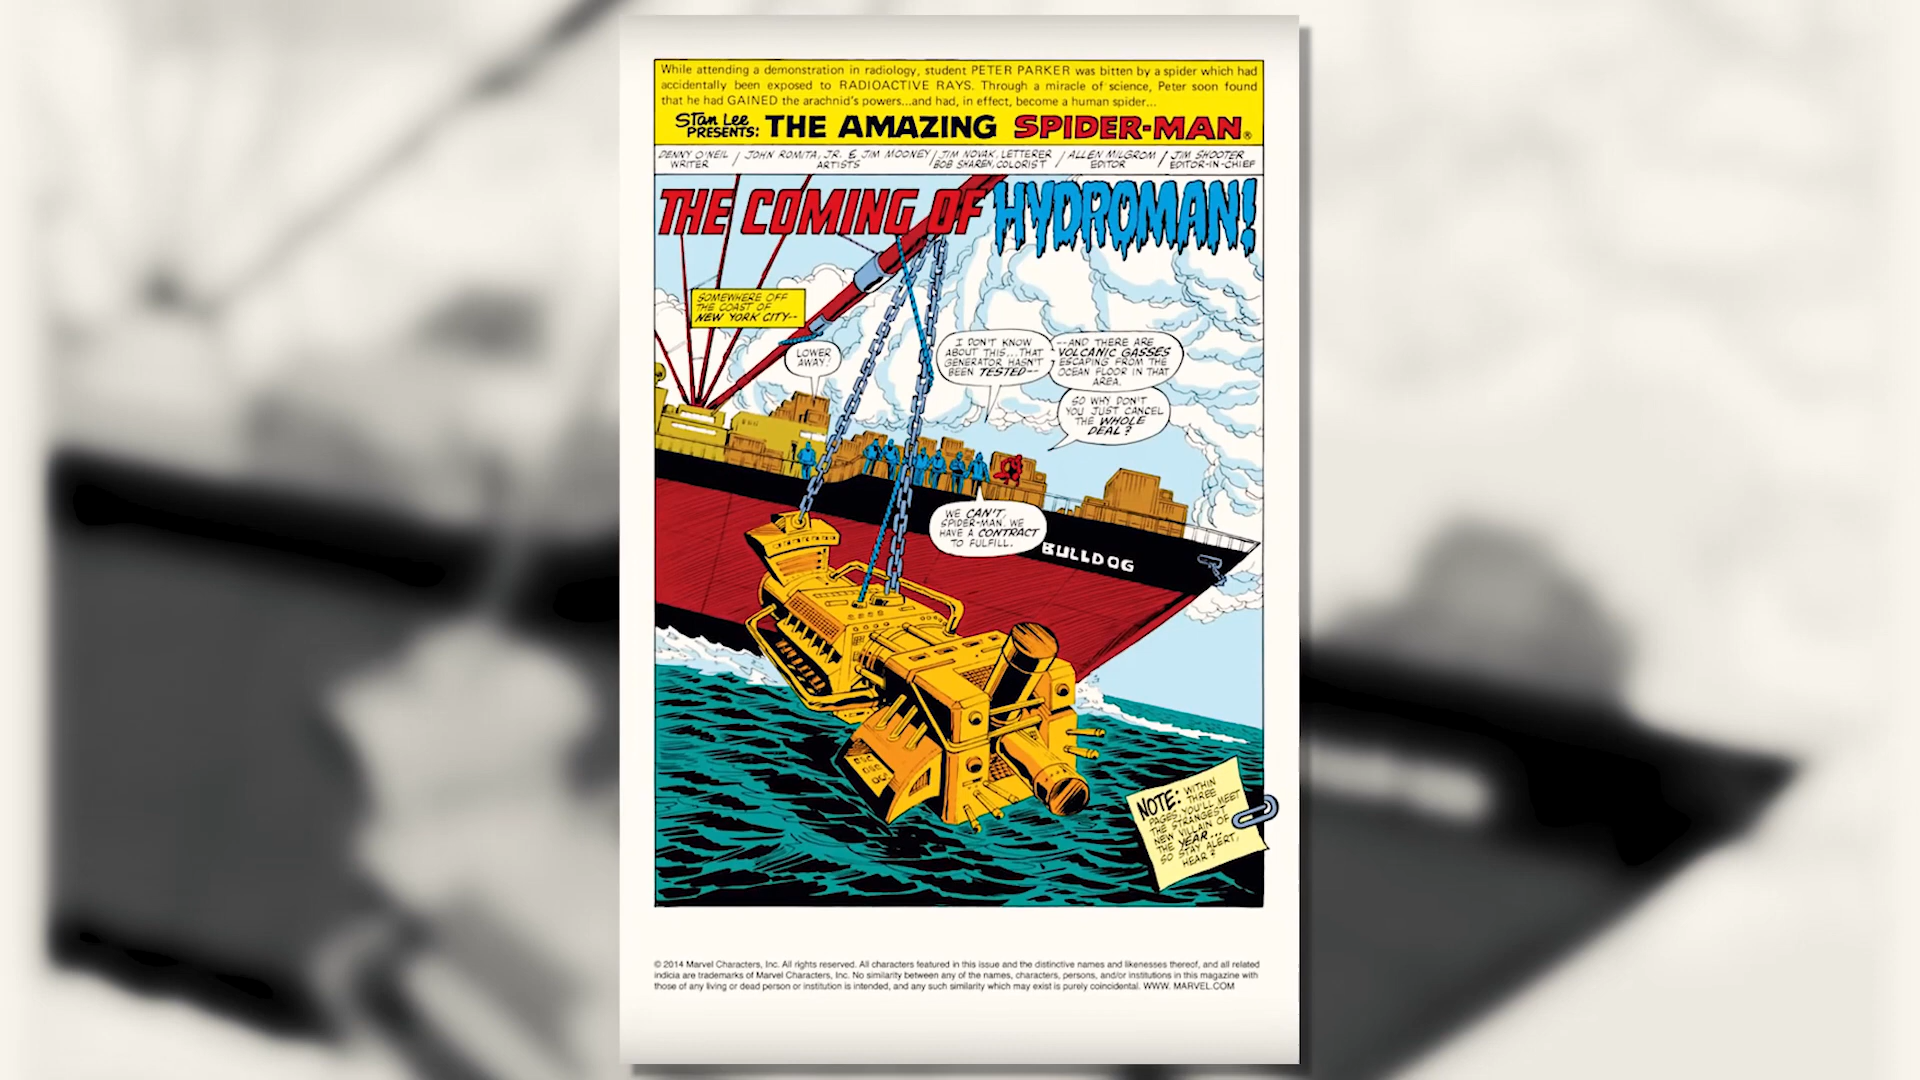 While attending a demonstration in radiology, student PETER PARKER was bitten by a spider which had
accidentally been exposed to RADIOACTIVE RAYS. Through a miracle of science, Peter soon found
that he had GAINED the arachnid's powers...and had, in effect, become a human spider...
Stan Lee
PRESENTS: THE AMAZING SPIDER-MAN®
DENNY O'NEIL
WRITER
JOHN ROMITA, JR. & JIM MOONEY
ARTISTS
JIM NOVAK, LETTERER
BOB SHAREN, COLORIST
ALLEN MILGROM
EDITOR
JIM SHOOTER
EDITOR-IN-CHIEF
THE COMING OF HYDROMAN!
SOMEWHERE OFF
THE COAST OF
NEW YORK CITY--
LOWER
AWAY!
I DON'T KNOW
ABOUT THIS...THAT
GENERATOR HASN'T
BEEN TESTED--
--AND THERE ARE
VOLCANIC GASSES
ESCAPING FROM THE
OCEAN FLOOR IN THAT
AREA.
SO WHY DON'T
YOU JUST CANCEL
THE WHOLE
DEAL?
WE CAN'T,
SPIDER-MAN. WE
HAVE A CONTRACT
TO FULFILL.
BULLDOG
NOTE: WITHIN
THREE
PAGES, YOU'LL MEET
THE STRANGEST
NEW VILLAIN OF
THE YEAR...
SO STAY ALERT,
HEAR?
© 2014 Marvel Characters, Inc. All rights reserved. All characters featured in this issue and the distinctive names and likenesses thereof, and all related
indicia are trademarks of Marvel Characters, Inc. No similarity between any of the names, characters, persons, and/or institutions in this magazine with
those of any living or dead person or institution is intended, and any such similarity which may exist is purely coincidental. WWW. MARVEL.COM